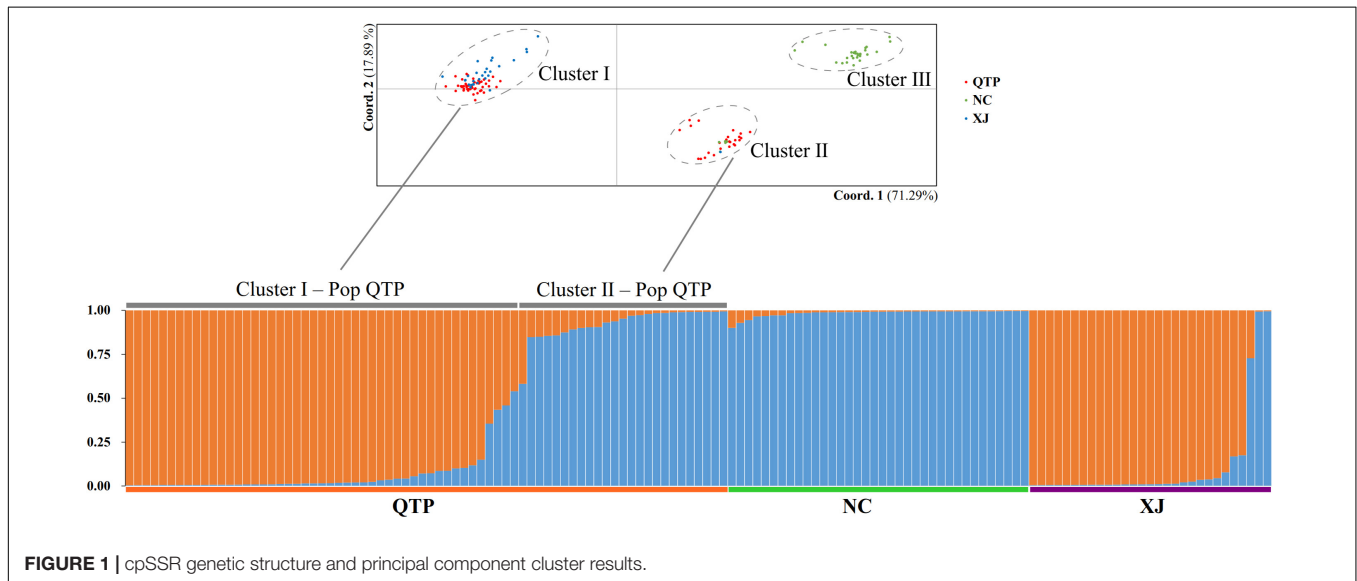 Coord. 2 (17.89 %)
Cluster I
Cluster III
Cluster II
QTP
NC
XJ
Coord. 1 (71.29%)
Cluster I – Pop QTP
Cluster II – Pop QTP
1.00
0.75
0.50
0.25
0.00
QTP
NC
XJ
FIGURE 1 | cpSSR genetic structure and principal component cluster results.